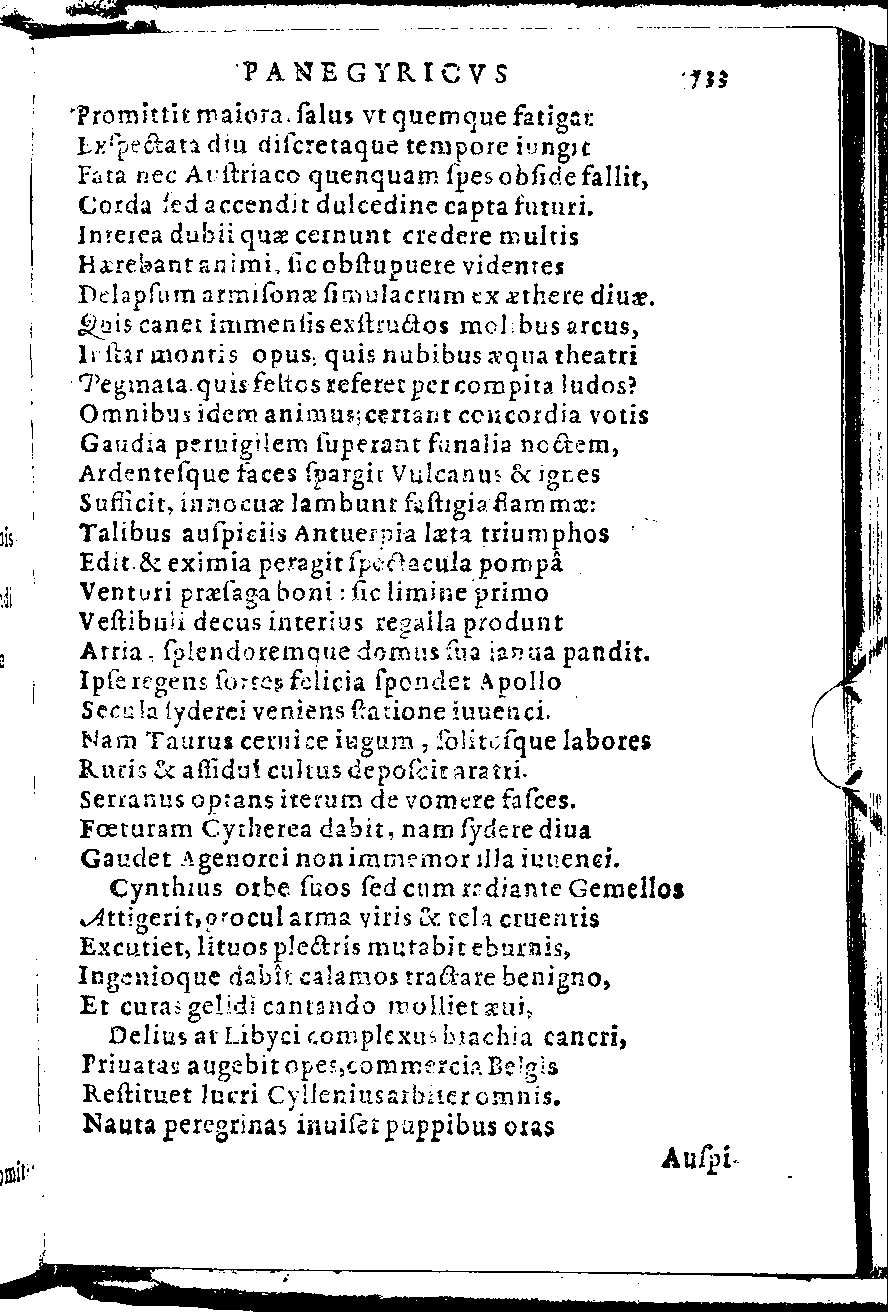 PANEGYRICVS 733
Promittit maiora. ſalus vt quemque fatigat
Exſpectata diu diſcretaque tempore iungit
Fata nec Auſtriaco quenquam ſpes obſide fallit,
Corda ſed accendit dulcedine capta futuri.
Interea dubii quæ cernunt credere multis
Hærebant animi, ſic obſtupuere videntes
Delapſum armiſonæ ſimulacrum ex æthere diuæ.
Quis canet immenſis exſtructos molibus arcus,
Inſtar montis opus; quis nubibus æqua theatri
Pegmata. quis feſtos referet per compita ludos?
Omnibus idem animus; certant concordia votis
Gaudia peruigilem ſuperant funalia noctem,
Ardenteſque faces ſpargit Vulcanus & ignes
Sufficit, innocuæ lambunt faſtigia flammæ:
Talibus auſpiciis Antuerpia læta triumphos
Edit. & eximia peragit ſpectacula pompâ
Venturi præſaga boni : ſic limine primo
Veſtibuli decus interius regalia produnt
Atria, ſplendoremque domus ſua ianua pandit.
Ipſe regens ſortes felicia ſpondet Apollo
Secula ſyderei veniens ſtatione iuuenci.
Nam Taurus ceruice iugum, ſolitoſque labores
Ruris & aſſidui cultus depoſcit aratri.
Serranus optans iterum de vomere faſces.
Fœturam Cytherea dabit, nam ſydere diua
Gaudet Agenorei non immemor illa iuuenci.
Cynthius orbe ſuos ſed cum radiante Gemellos
Attigerit, procul arma viris & tela cruentis
Excutiet, lituos plectris mutabit eburnis,
Ingenioque dabit calamos tractare benigno,
Et curas gelidi cantando molliet æui,
Delius at Libyci complexus brachia cancri,
Priuatas augebit opes, commercia Belgis
Reſtituet lucri Cyllenius arbiter omnis.
Nauta peregrinas inuiſet puppibus oras
Auſpi-